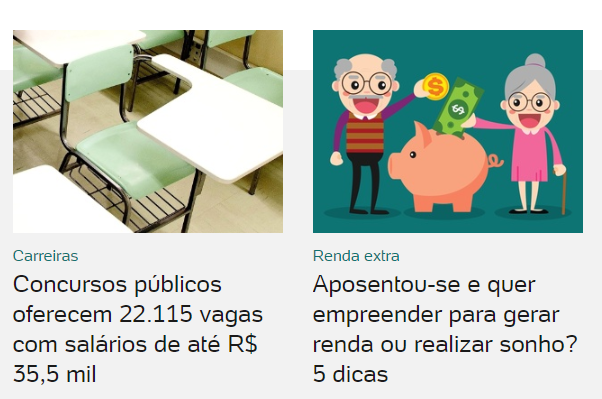 Carreiras
Concursos públicos
oferecem 22.115 vagas
com salários de até R$
35,5 mil
$
$
Renda extra
Aposentou-se e quer
empreender para gerar
renda ou realizar sonho?
5 dicas